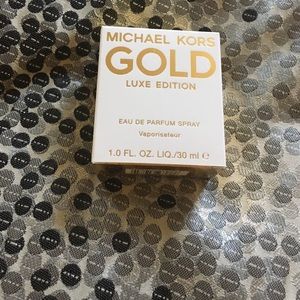 MICHAEL KORS
GOLD
LUXE EDITION
EAU DE PARFUM SPRAY
Vaporisateur
1.0 FL. OZ. LIQ./30 ml ℮